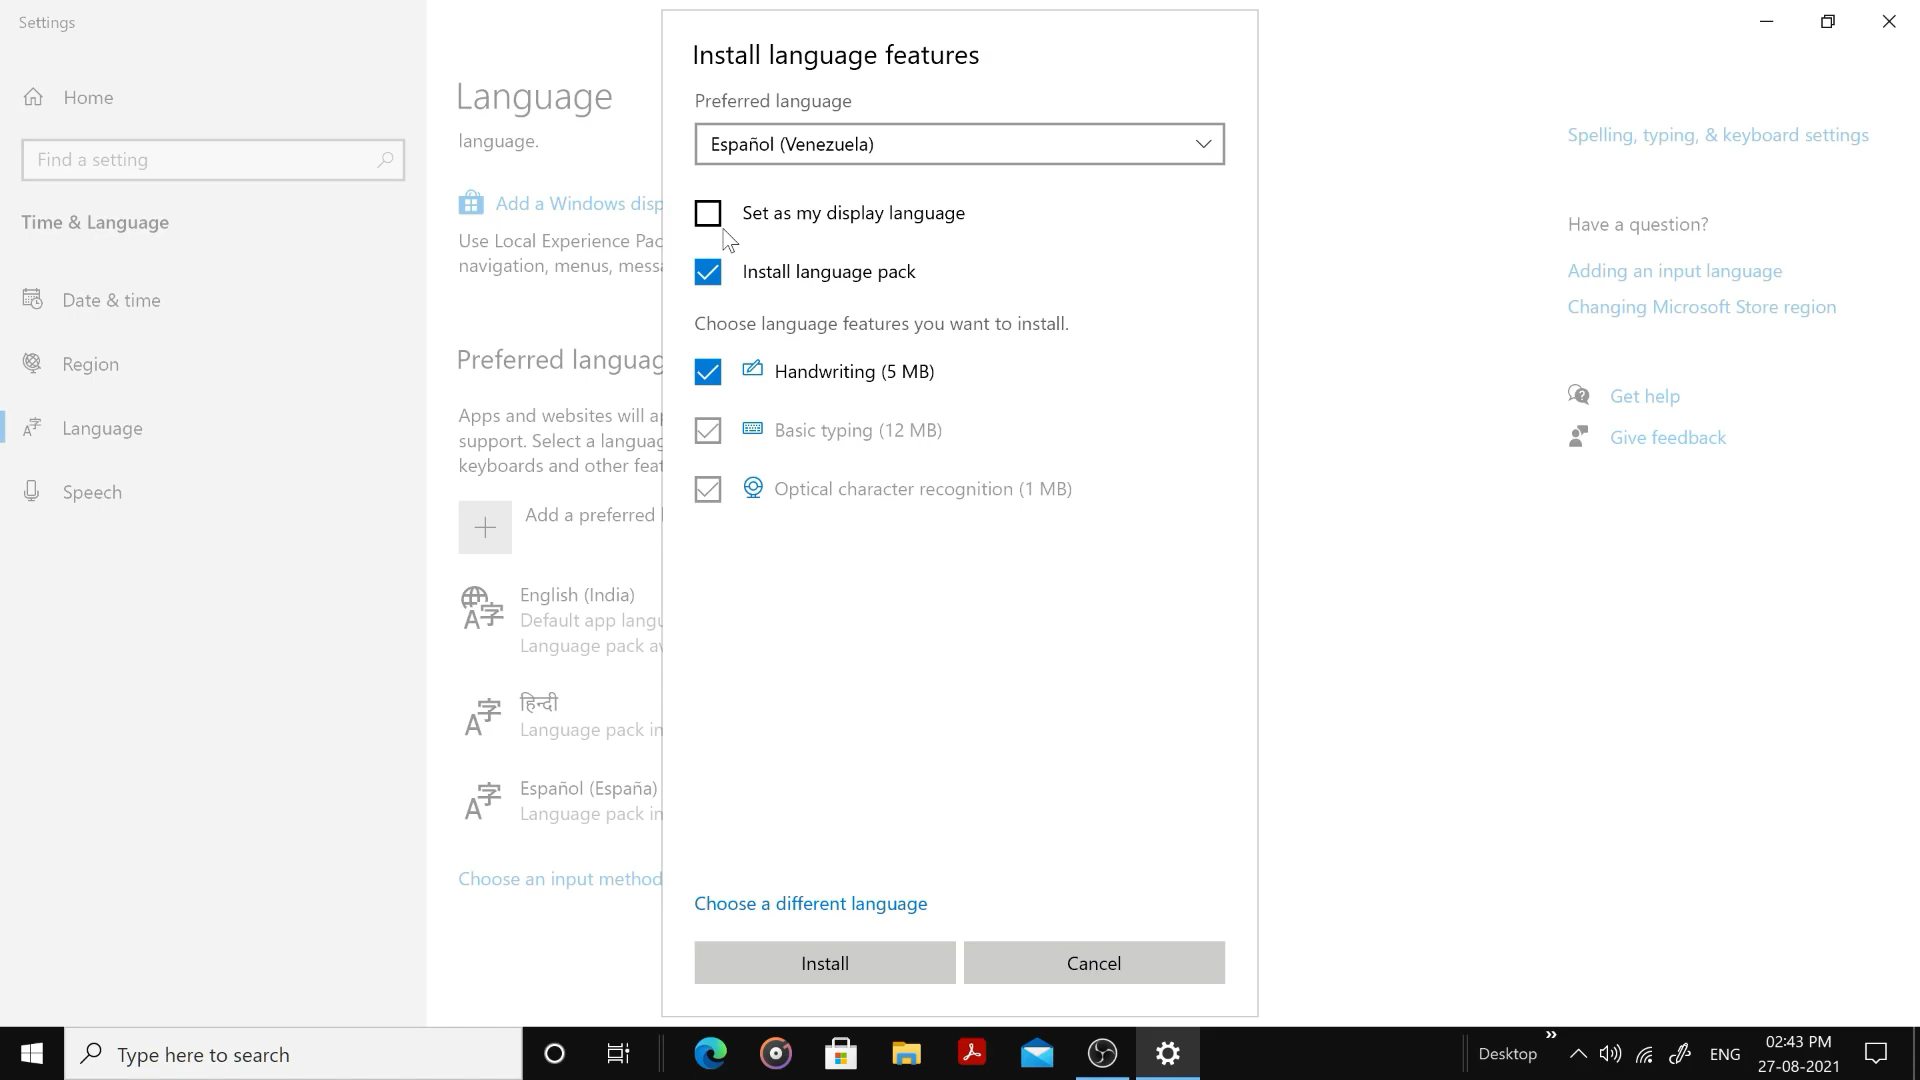 Settings
Home
Find a setting
Time & Language
Date & time
Region
Language
Speech
Language
language.
Add a Windows disp
Use Local Experience Pac
navigation, menus, messa
Preferred languag
Apps and websites will a
support. Select a languag
keyboards and other feat
Add a preferred l
English (India)
Default app langu
Language pack av
हिन्दी
Language pack in
Español (España)
Language pack in
Choose an input method
Install language features
Preferred language
Español (Venezuela)
Set as my display language
Install language pack
Choose language features you want to install.
Handwriting (5 MB)
Basic typing (12 MB)
Optical character recognition (1 MB)
Choose a different language
Install
Cancel
Spelling, typing, & keyboard settings
Have a question?
Adding an input language
Changing Microsoft Store region
Get help
Give feedback
Type here to search
Desktop
ENG
02:43 PM
27-08-2021